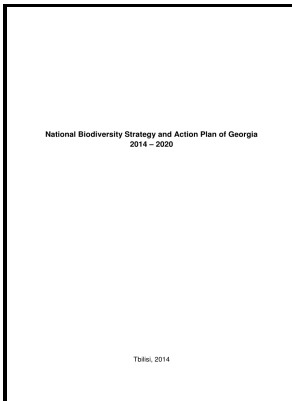 National Biodiversity Strategy and Action Plan of Georgia
2014 – 2020
Tbilisi, 2014